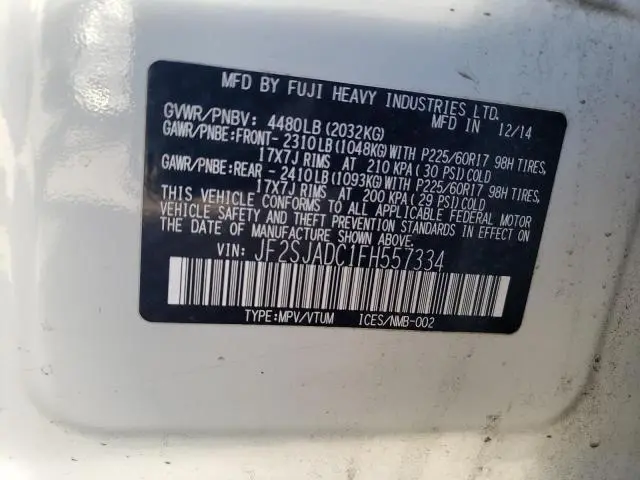 MFD BY FUJI HEAVY INDUSTRIES LTD.
MFD IN 12/14
GVWR/PNBV: 4480LB (2032KG)
GAWR/PNBE:FRONT- 2310LB(1048KG)WITH P225/60R17 98H TIRES,
17X7J RIMS AT 210 KPA ( 30 PSI)COLD
GAWR/PNBE:REAR - 2410LB(1093KG)WITH P225/60R17 98H TIRES,
17X7J RIMS AT 200 KPA (29 PSI)COLD
THIS VEHICLE CONFORMS TO ALL APPLICABLE FEDERAL MOTOR
VEHICLE SAFETY AND THEFT PREVENTION STANDARDS IN EFFECT ON
THE DATE OF MANUFACTURE SHOWN ABOVE.
VIN: JF2SJADC1FH557334
TYPE:MPV/VTUM ICES/NMB-002